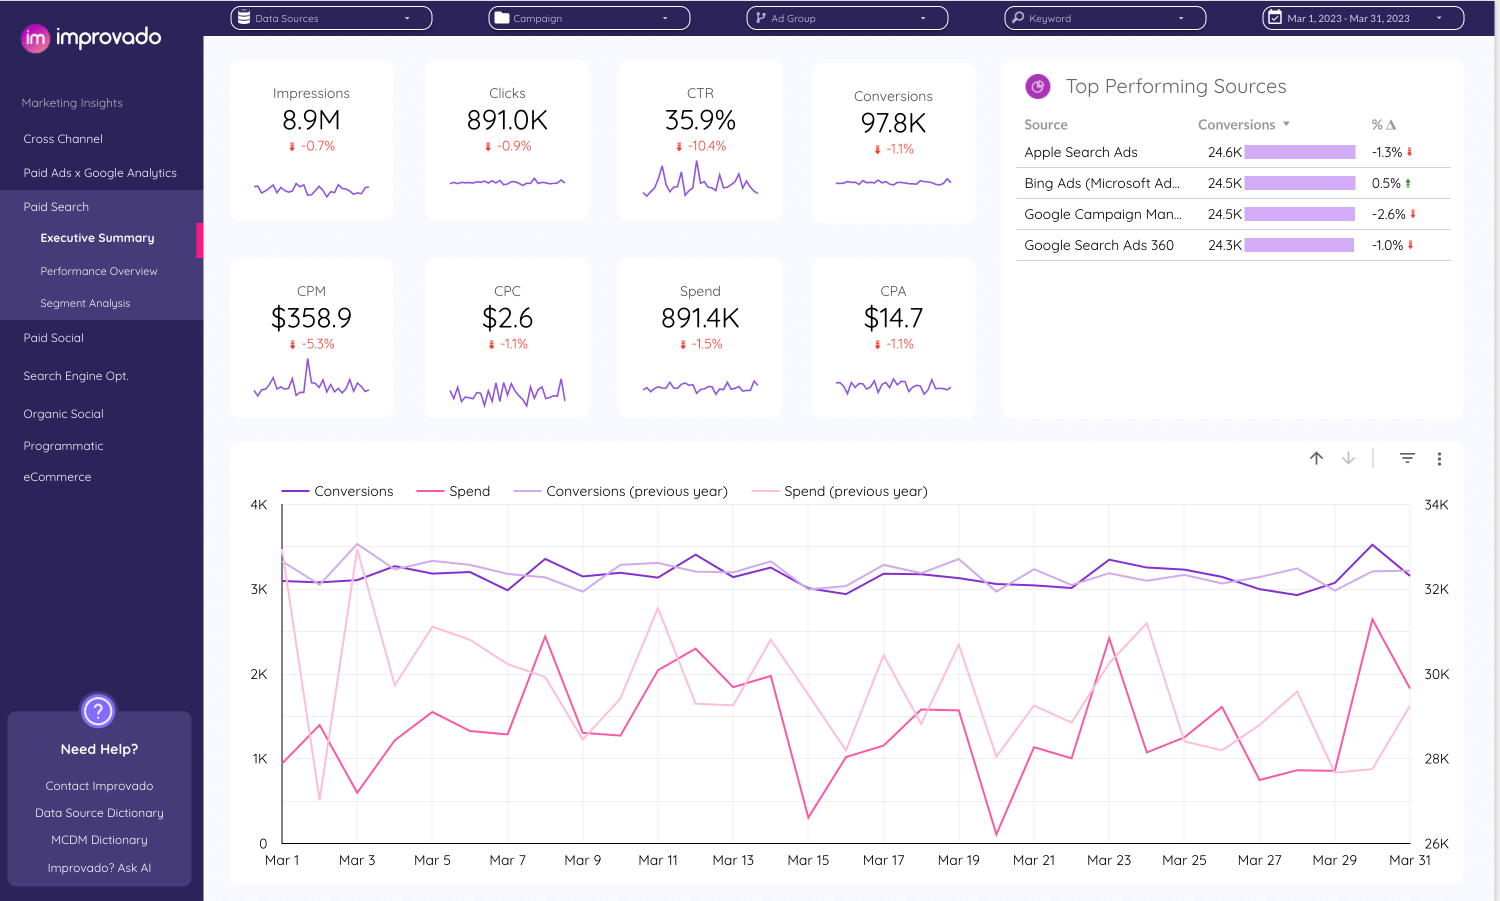 im improvado
Data Sources
Campaign
Ad Group
Keyword
Mar 1, 2023 - Mar 31, 2023
Marketing Insights
Cross Channel
Paid Ads x Google Analytics
Paid Search
Executive Summary
Performance Overview
Segment Analysis
Paid Social
Search Engine Opt.
Organic Social
Programmatic
eCommerce
?
Need Help?
Contact Improvado
Data Source Dictionary
MCDM Dictionary
Improvado? Ask AI
Impressions
8.9M
-0.7%
Clicks
891.0K
-0.9%
CTR
35.9%
-10.4%
Conversions
97.8K
-1.1%
CPM
$358.9
-5.3%
CPC
$2.6
-1.1%
Spend
891.4K
-1.5%
CPA
$14.7
-1.1%
Top Performing Sources
Source Conversions % Δ
Apple Search Ads 24.6K -1.3%
Bing Ads (Microsoft Ad... 24.5K 0.5%
Google Campaign Man... 24.5K -2.6%
Google Search Ads 360 24.3K -1.0%
Conversions Spend Conversions (previous year) Spend (previous year)
4K 34K
3K 32K
2K 30K
1K 28K
0 26K
Mar 1 Mar 3 Mar 5 Mar 7 Mar 9 Mar 11 Mar 13 Mar 15 Mar 17 Mar 19 Mar 21 Mar 23 Mar 25 Mar 27 Mar 29 Mar 31